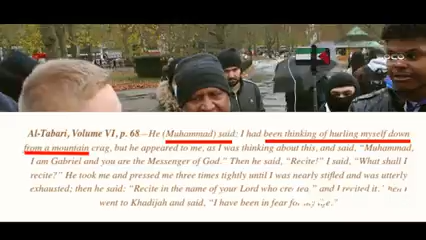 Al-Tabari, Volume VI, p. 68—He (Muhammad) said: I had been thinking of hurling myself down
from a mountain crag, but he appeared to me, as I was thinking about this, and said, “Muhammad,
I am Gabriel and you are the Messenger of God.” Then he said, “Recite!” I said, “What shall I
recite?” He took me and pressed me three times tightly until I was nearly stifled and was utterly
exhausted; then he said: “Recite in the name of your Lord who and I recited it.
went to Khadijah and said, “I have been in fear for